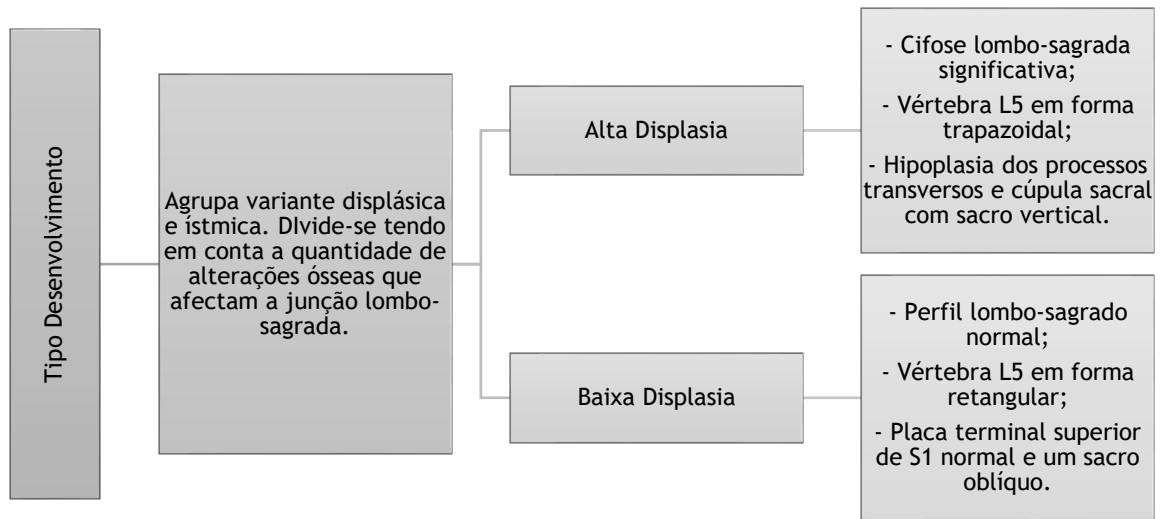 Tipo Desenvolvimento
Agrupa variante displásica
e ístmica. DIvide-se tendo
em conta a quantidade de
alterações ósseas que
afectam a junção lombo-
sagrada.
Alta Displasia
- Cifose lombo-sagrada
significativa;
- Vértebra L5 em forma
trapazoidal;
- Hipoplasia dos processos
transversos e cúpula sacral
com sacro vertical.
Baixa Displasia
- Perfil lombo-sagrado
normal;
- Vértebra L5 em forma
retangular;
- Placa terminal superior
de S1 normal e um sacro
oblíquo.